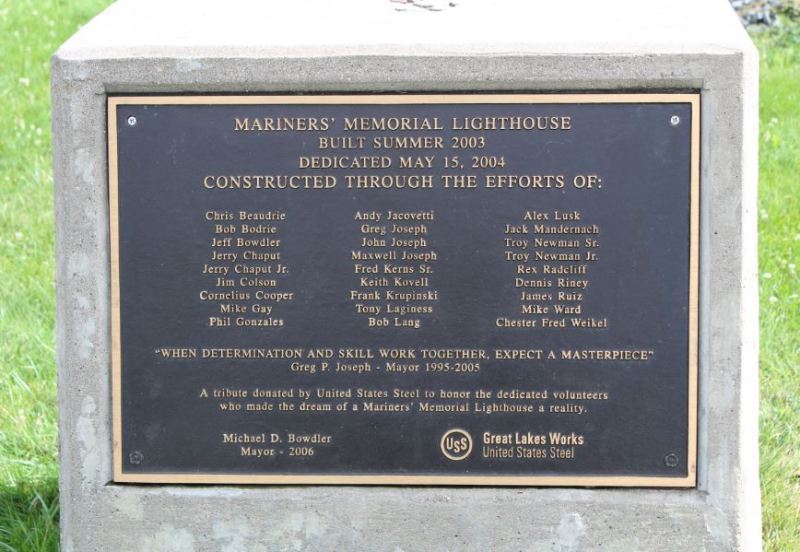 MARINERS' MEMORIAL LIGHTHOUSE
BUILT SUMMER 2003
DEDICATED MAY 15, 2004
CONSTRUCTED THROUGH THE EFFORTS OF:
Chris Beaudrie
Bob Bodrie
Jeff Bowdler
Jerry Chaput
Jerry Chaput Jr.
Jim Colson
Cornelius Cooper
Mike Gay
Phil Gonzales
Andy Jacovetti
Greg Joseph
John Joseph
Maxwell Joseph
Fred Kerns Sr.
Keith Kovell
Frank Krupinski
Tony Laginess
Bob Lang
Alex Lusk
Jack Mandernach
Troy Newman Sr.
Troy Newman Jr.
Rex Radcliff
Dennis Riney
James Ruiz
Mike Ward
Chester Fred Weikel
"WHEN DETERMINATION AND SKILL WORK TOGETHER, EXPECT A MASTERPIECE"
Greg P. Joseph - Mayor 1995-2005
A tribute donated by United States Steel to honor the dedicated volunteers
who made the dream of a Mariners' Memorial Lighthouse a reality.
Michael D. Bowdler
Mayor - 2006
USS
Great Lakes Works
United States Steel